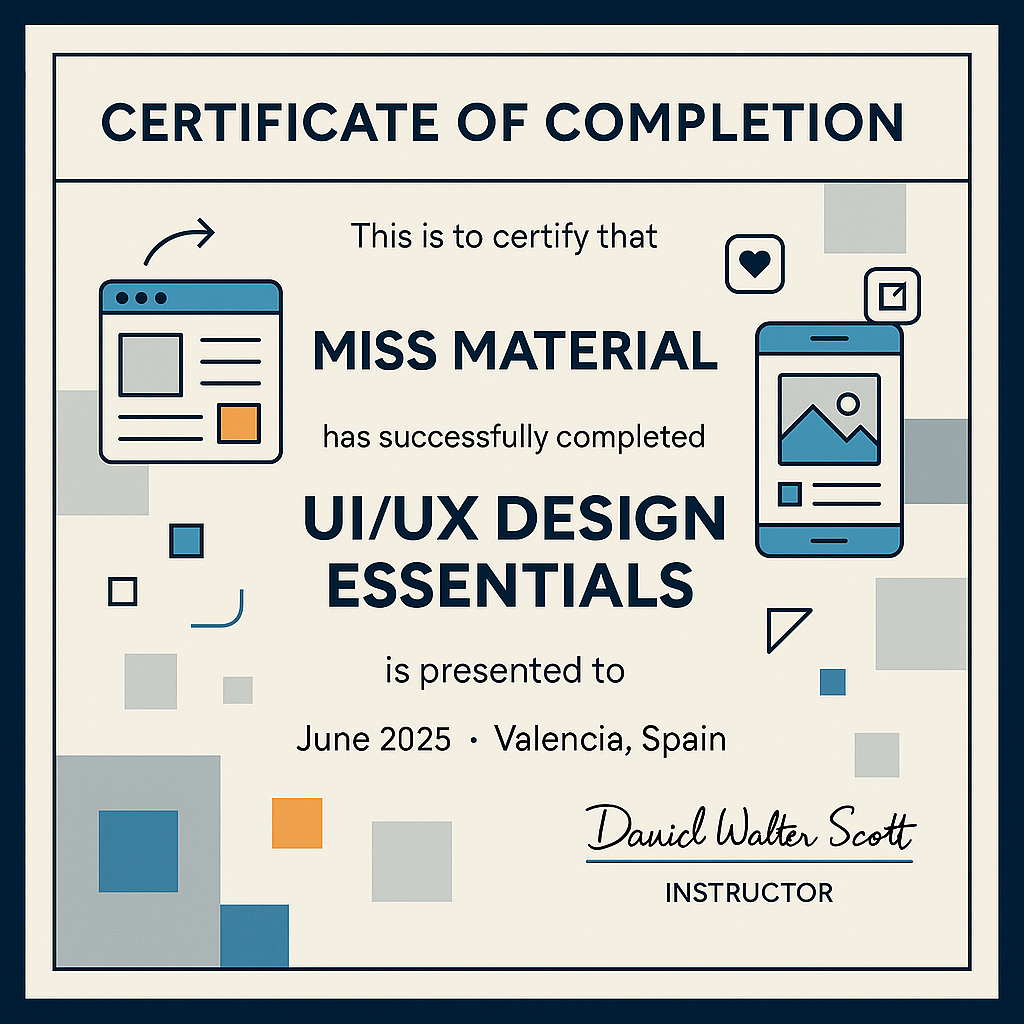 CERTIFICATE OF COMPLETION
This is to certify that
MISS MATERIAL
has successfully completed
UI/UX DESIGN
ESSENTIALS
is presented to
June 2025 · Valencia, Spain
Daniel Walter Scott
INSTRUCTOR